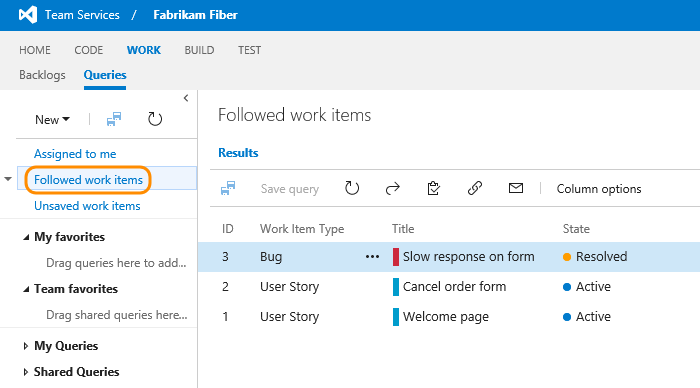 Team Services / Fabrikam Fiber
HOME CODE WORK BUILD TEST
Backlogs Queries
New
Assigned to me
Followed work items
Unsaved work items
My favorites
Drag queries here to add...
Team favorites
Drag shared queries here...
My Queries
Shared Queries
Followed work items
Results
Save query Column options
ID Work Item Type Title State
3 Bug ••• Slow response on form Resolved
2 User Story Cancel order form Active
1 User Story Welcome page Active